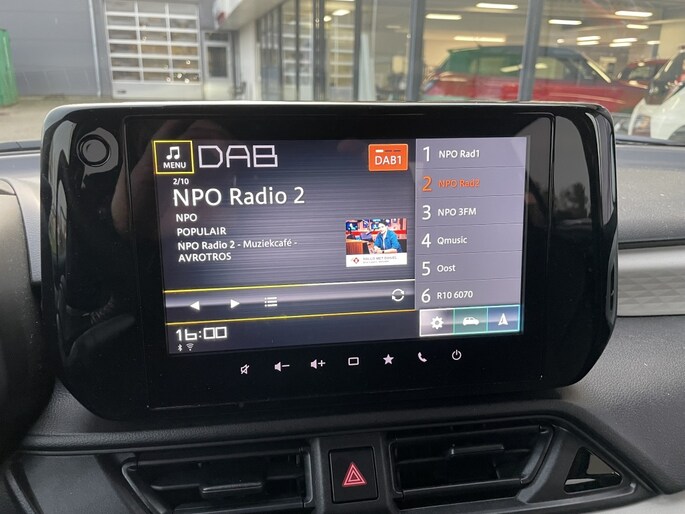 MENU
DAB
DAB1
2/10
NPO Radio 2
NPO
POPULAIR
NPO Radio 2 - Muziekcafé -
AVROTROS
1 NPO Rad1
2 NPO Rad2
3 NPO 3FM
4 Qmusic
5 Oost
6 R10 6070
16:00